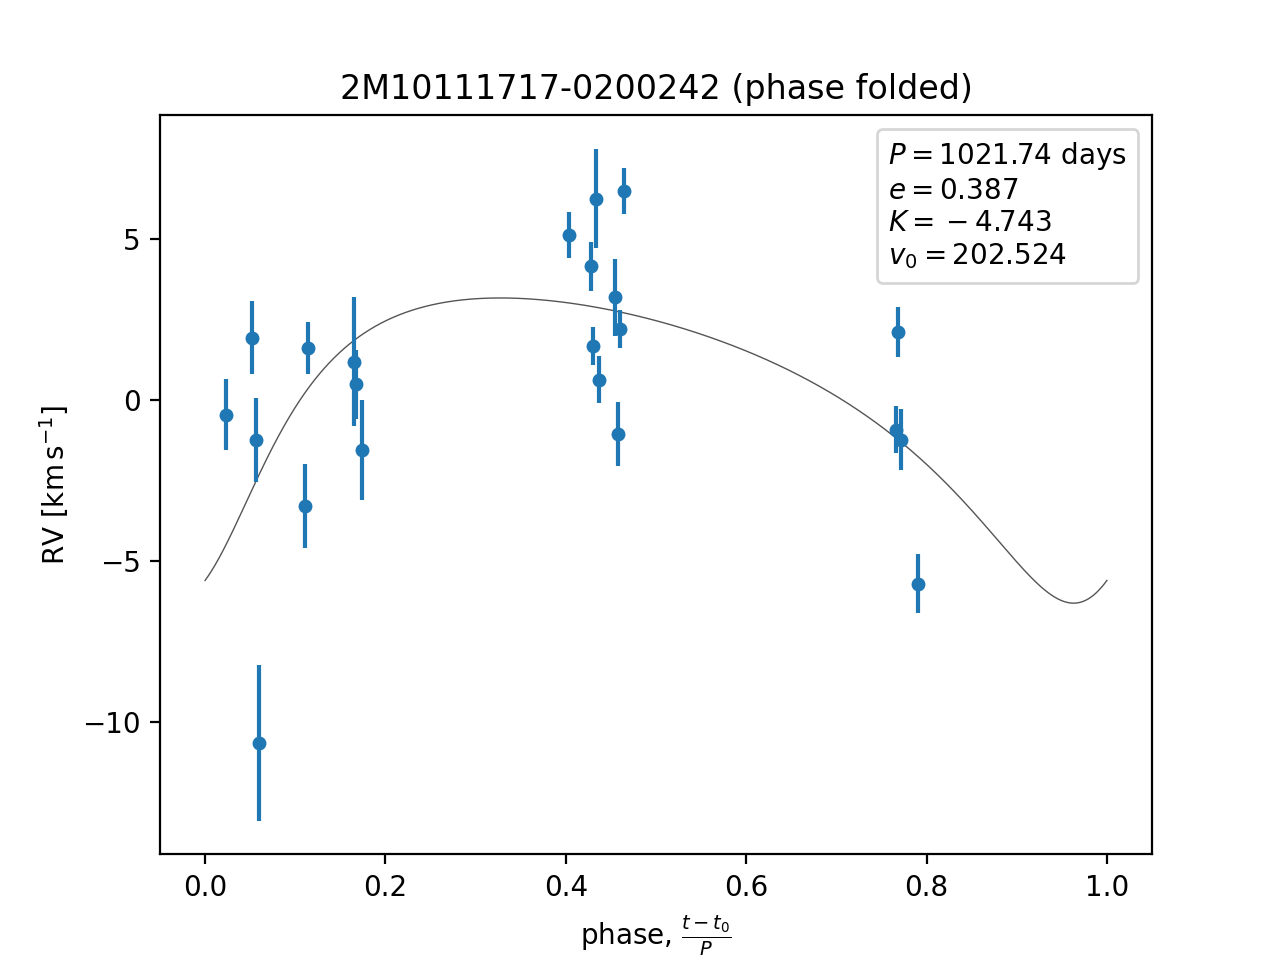 2M10111717-0200242 (phase folded)
P = 1021.74 days
e = 0.387
K = −4.743
v₀ = 202.524
5
0
−5
−10
RV [km s⁻¹]
0.0 0.2 0.4 0.6 0.8 1.0
phase, (t − t₀)/P